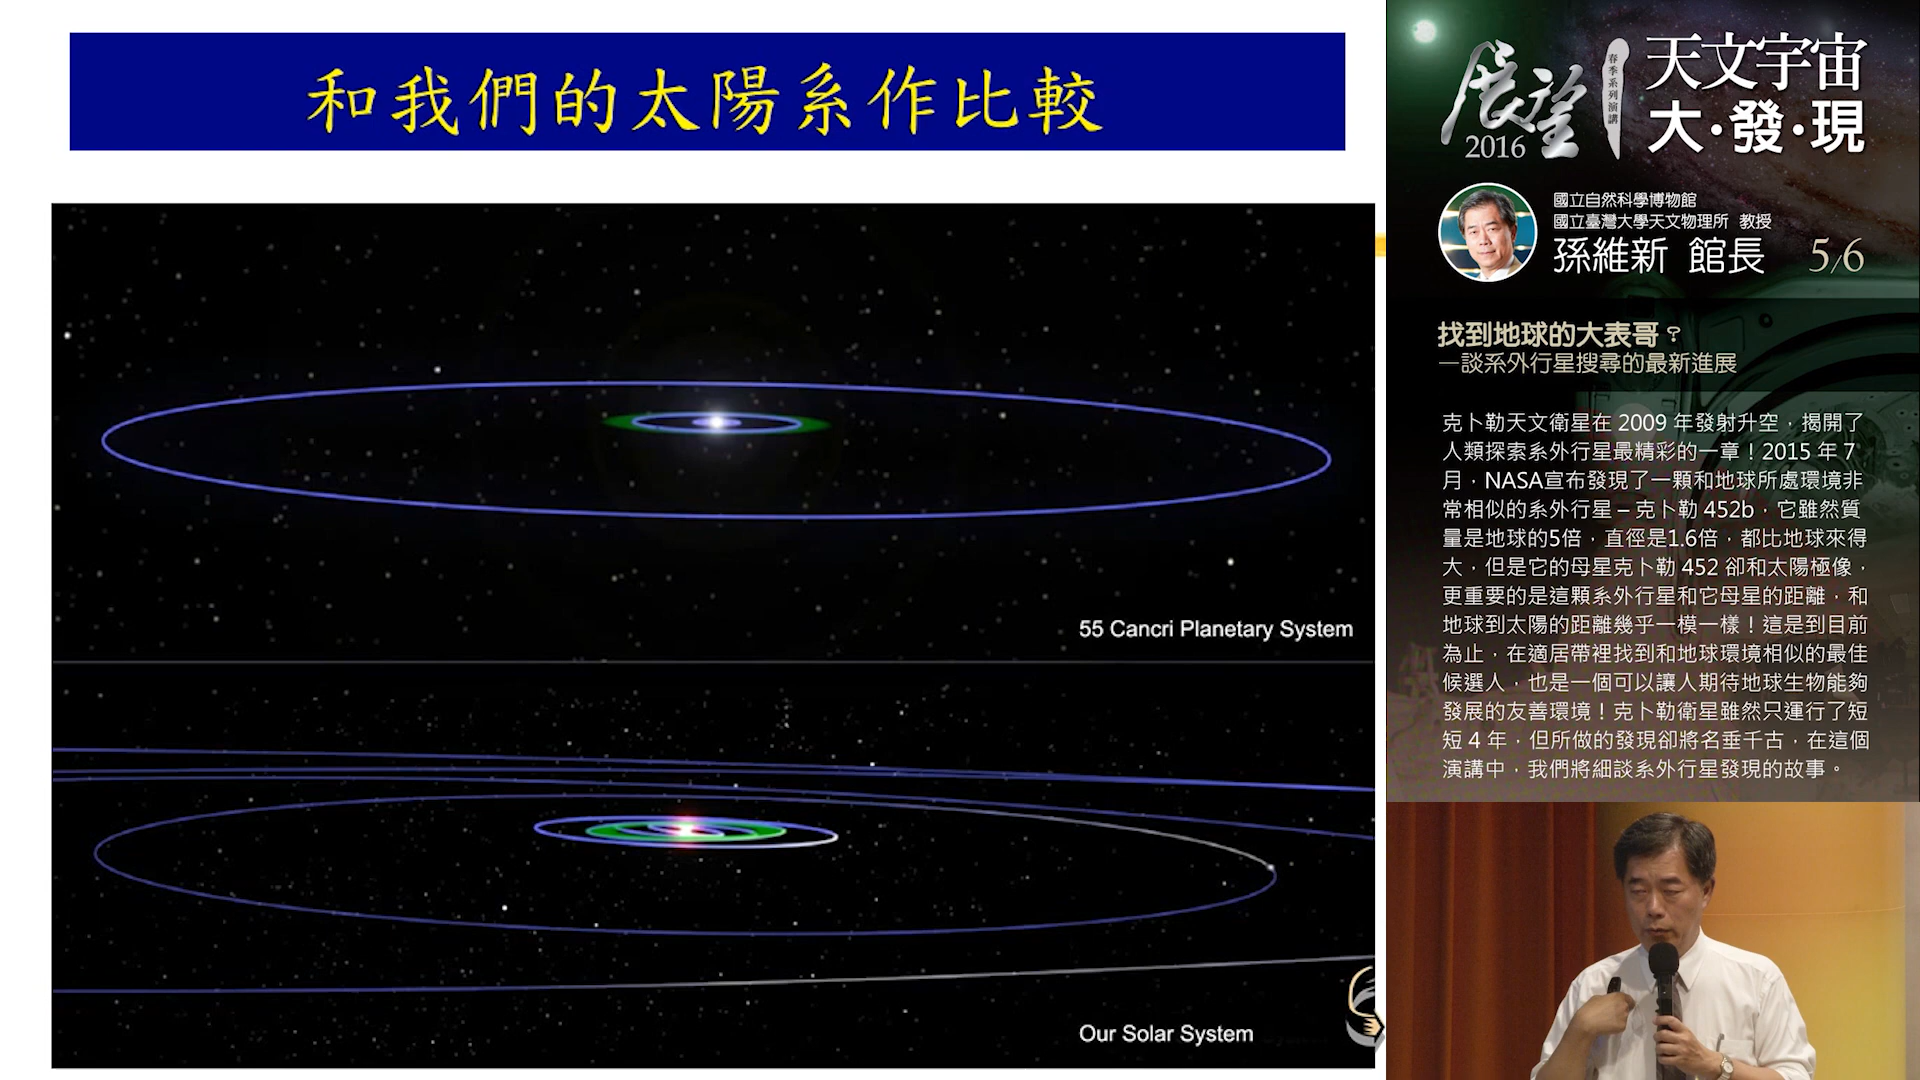 和我們的太陽系作比較
55 Cancri Planetary System
Our Solar System
展望
2016
春季系列演講
天文宇宙
大·發·現
國立自然科學博物館
國立臺灣大學天文物理所 教授
孫維新 館長 5/6
找到地球的大表哥？
—談系外行星搜尋的最新進展
克卜勒天文衛星在 2009 年發射升空，揭開了
人類探索系外行星最精彩的一章！2015 年 7
月，NASA宣布發現了一顆和地球所處環境非
常相似的系外行星 – 克卜勒 452b，它雖然質
量是地球的5倍，直徑是1.6倍，都比地球來得
大，但是它的母星克卜勒 452 卻和太陽極像，
更重要的是這顆系外行星和它母星的距離，和
地球到太陽的距離幾乎一模一樣！這是到目前
為止，在適居帶裡找到和地球環境相似的最佳
候選人，也是一個可以讓人期待地球生物能夠
發展的友善環境！克卜勒衛星雖然只運行了短
短 4 年，但所做的發現卻將名垂千古，在這個
演講中，我們將細談系外行星發現的故事。